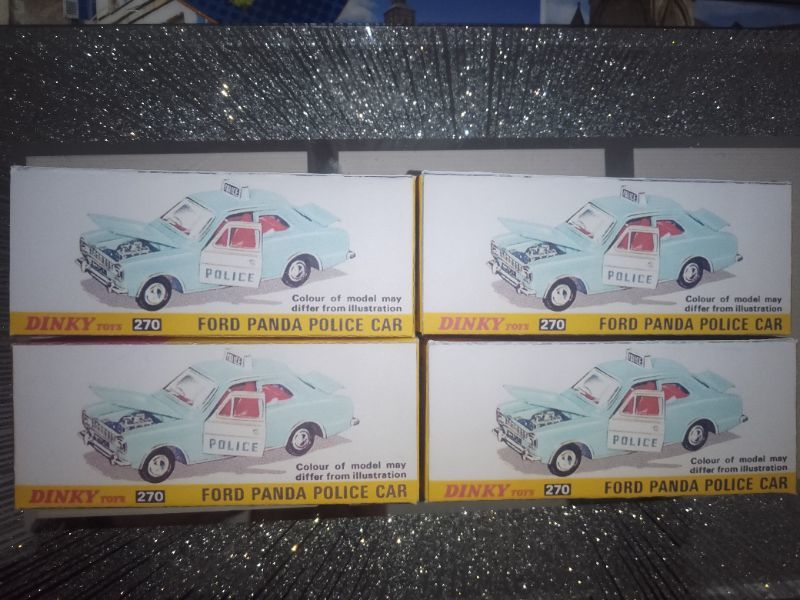 POLICE
POLICE
Colour of model may
differ from illustration
DINKY TOYS 270 FORD PANDA POLICE CAR
POLICE
POLICE
Colour of model may
differ from illustration
DINKY TOYS 270 FORD PANDA POLICE CAR
POLICE
POLICE
Colour of model may
differ from illustration
DINKY TOYS 270 FORD PANDA POLICE CAR
POLICE
POLICE
Colour of model may
differ from illustration
DINKY TOYS 270 FORD PANDA POLICE CAR